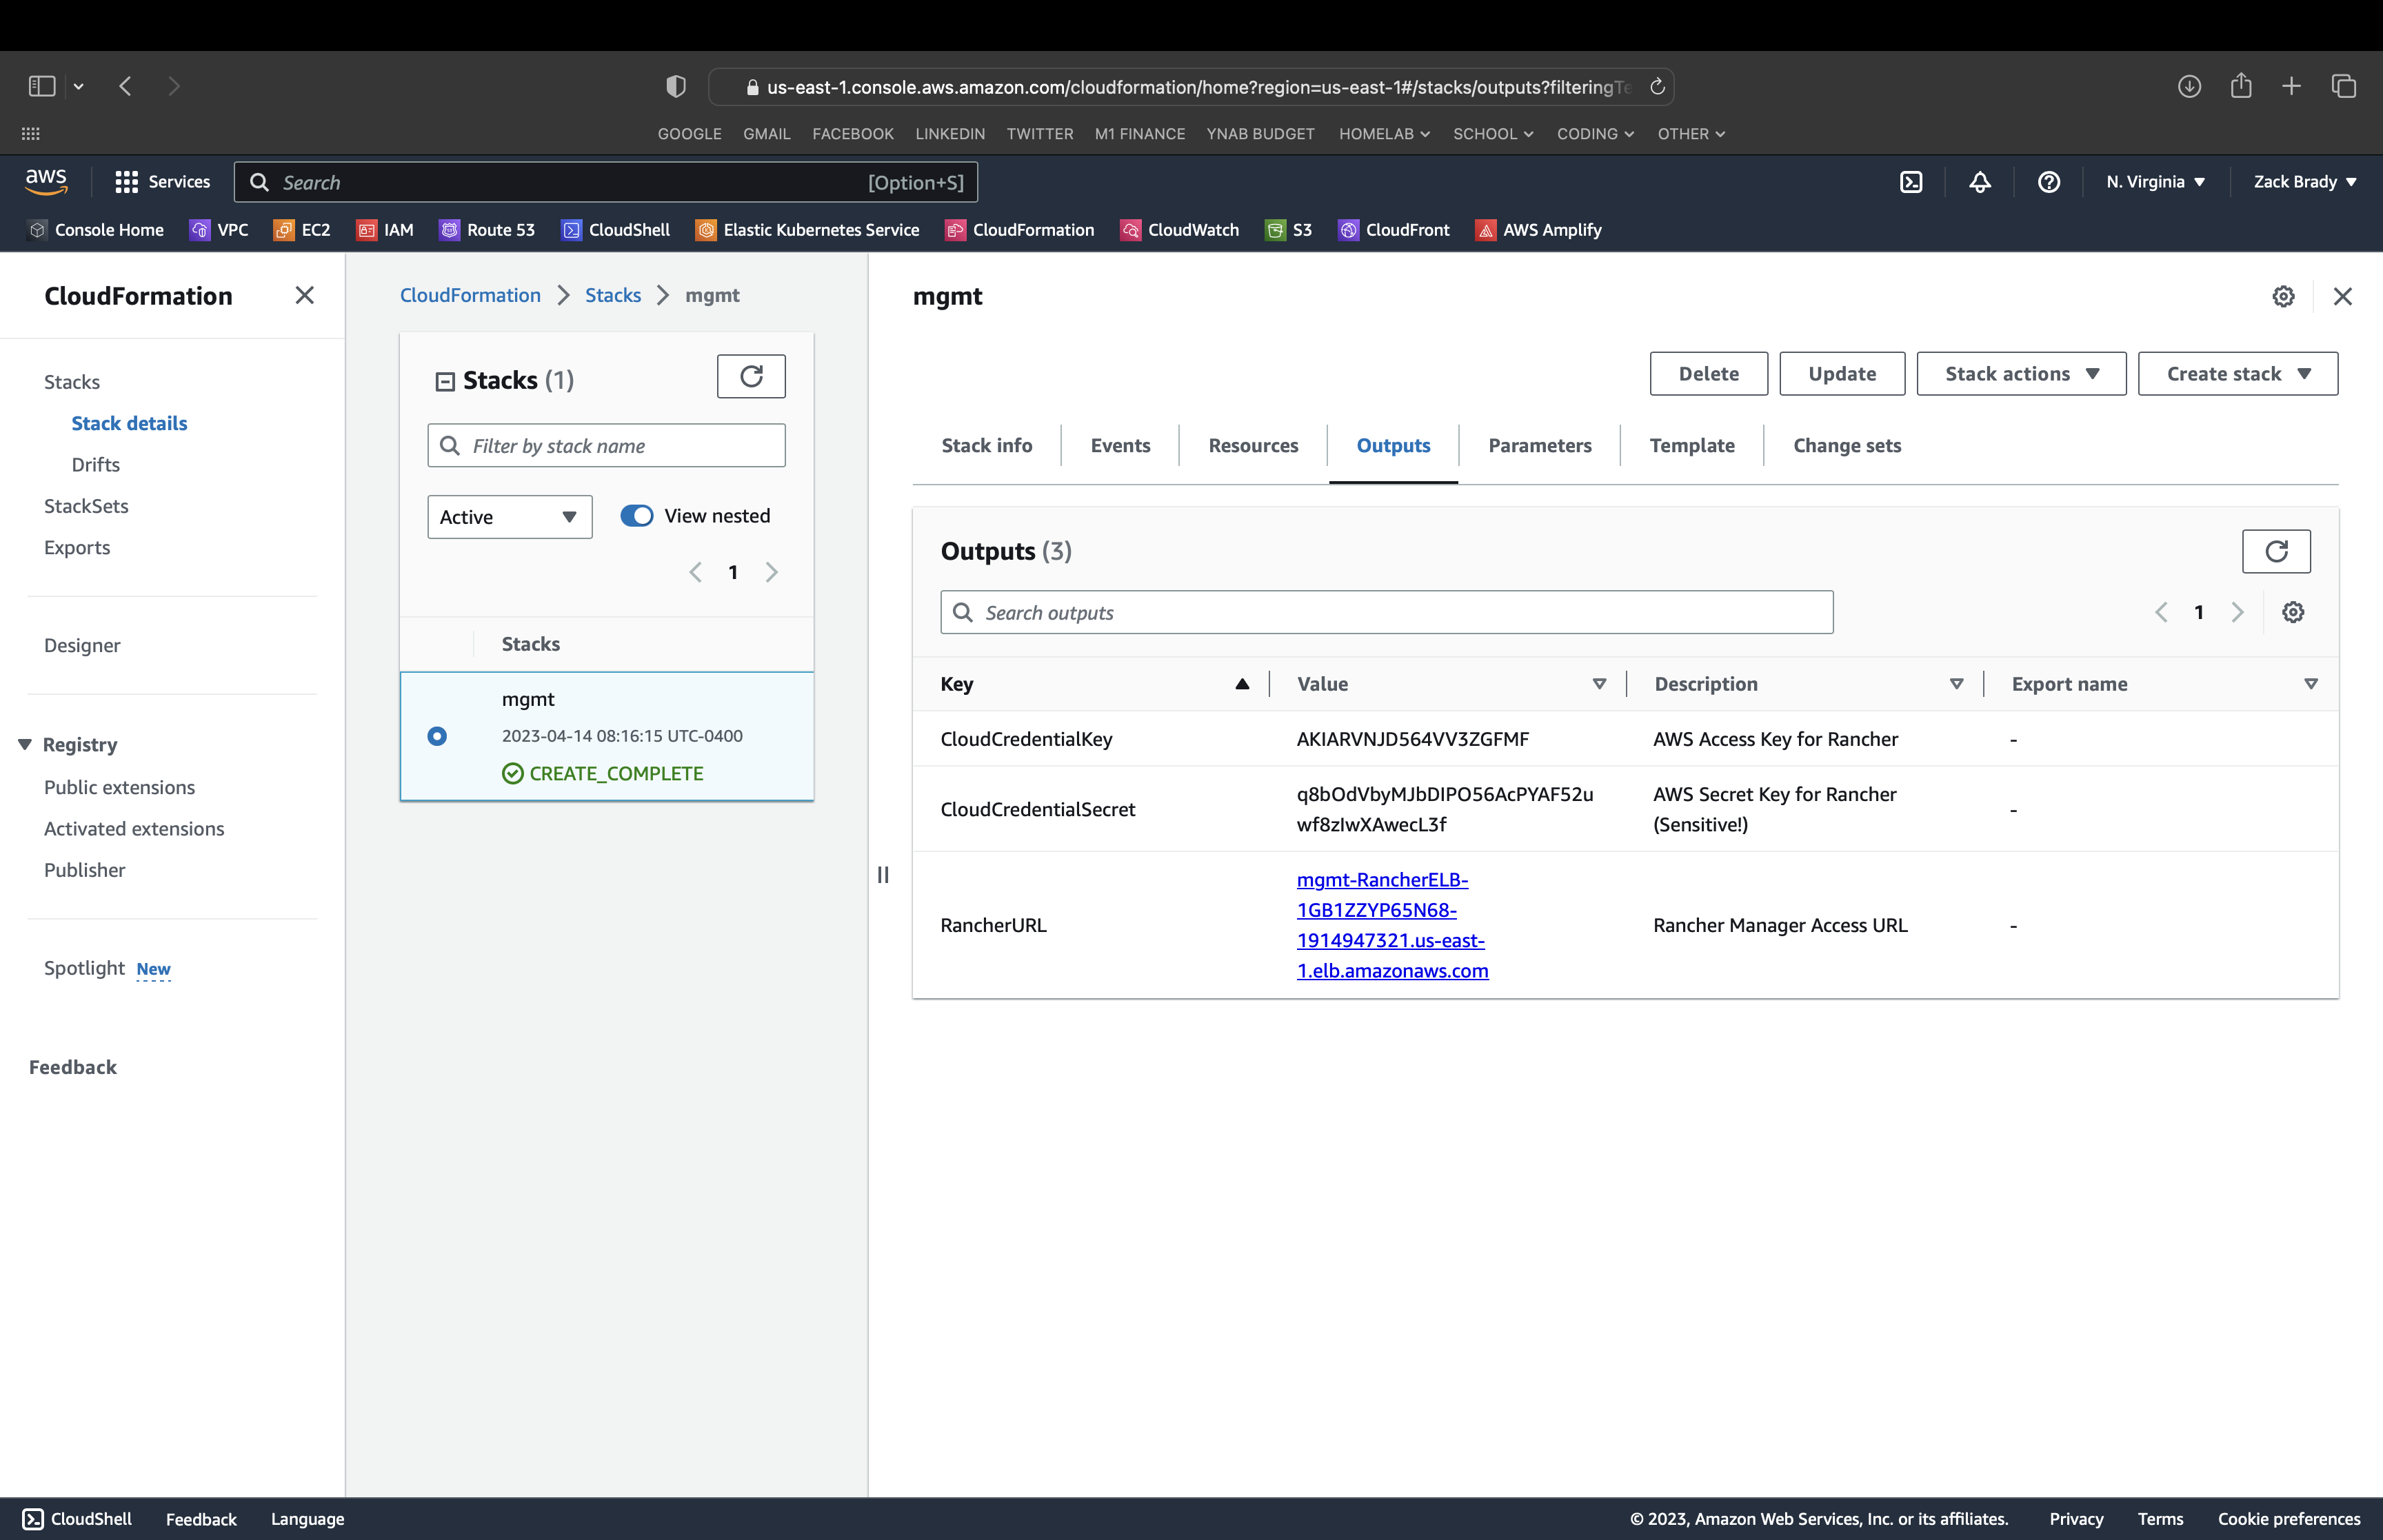 us-east-1.console.aws.amazon.com/cloudformation/home?region=us-east-1#/stacks/outputs?filteringTe
GOOGLE GMAIL FACEBOOK LINKEDIN TWITTER M1 FINANCE YNAB BUDGET HOMELAB SCHOOL CODING OTHER
aws Services Search [Option+S] N. Virginia Zack Brady
Console Home VPC EC2 IAM Route 53 CloudShell Elastic Kubernetes Service CloudFormation CloudWatch S3 CloudFront AWS Amplify
CloudFormation
Stacks
Stack details
Drifts
StackSets
Exports
Designer
Registry
Public extensions
Activated extensions
Publisher
Spotlight New
Feedback
CloudFormation Stacks mgmt
Stacks (1)
Filter by stack name
Active View nested
1
Stacks
mgmt
2023-04-14 08:16:15 UTC-0400
CREATE_COMPLETE
mgmt
Delete Update Stack actions Create stack
Stack info Events Resources Outputs Parameters Template Change sets
Outputs (3)
Search outputs 1
Key Value Description Export name
CloudCredentialKey AKIARVNJD564VV3ZGFMF AWS Access Key for Rancher -
CloudCredentialSecret q8bOdVbyMJbDIPO56AcPYAF52u AWS Secret Key for Rancher -
wf8zIwXAwecL3f (Sensitive!)
RancherURL mgmt-RancherELB- Rancher Manager Access URL -
1GB1ZZYP65N68-
1914947321.us-east-
1.elb.amazonaws.com
CloudShell Feedback Language © 2023, Amazon Web Services, Inc. or its affiliates. Privacy Terms Cookie preferences